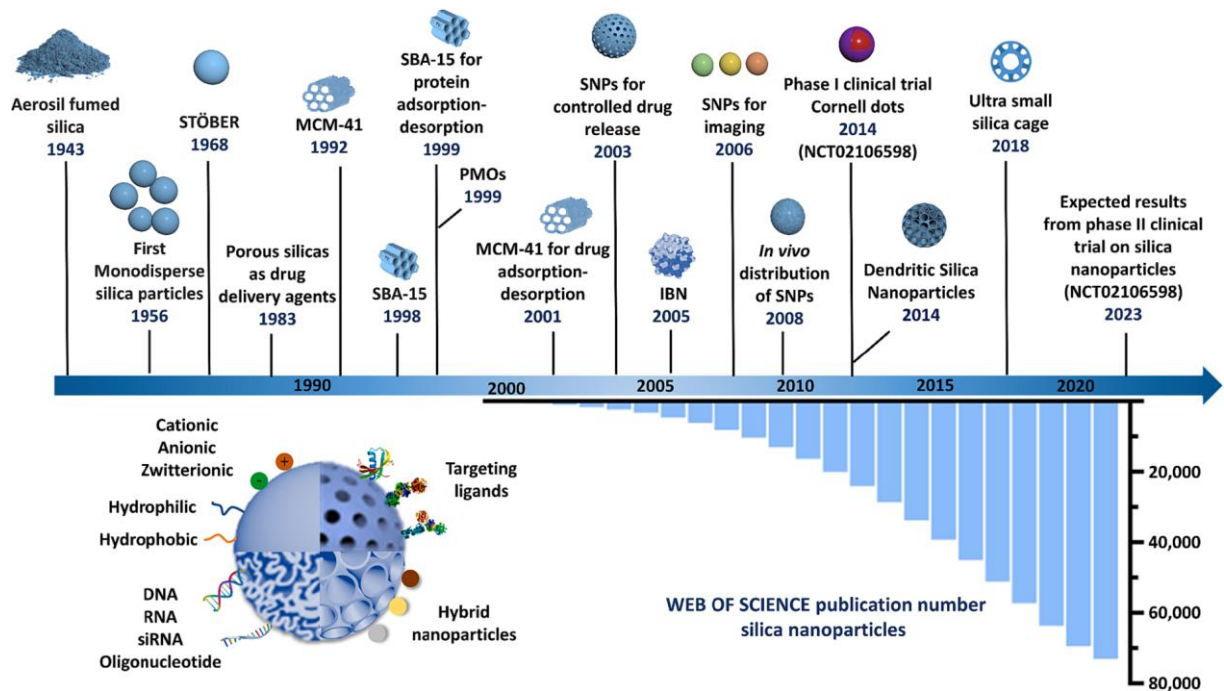 Aerosil fumed
silica
1943
First
Monodisperse
silica particles
1956
STÖBER
1968
Porous silicas
as drug
delivery agents
1983
MCM-41
1992
SBA-15
1998
SBA-15 for
protein
adsorption-
desorption
1999
PMOs
1999
MCM-41 for drug
adsorption-
desorption
2001
SNPs for
controlled drug
release
2003
IBN
2005
SNPs for
imaging
2006
In vivo
distribution
of SNPs
2008
Phase I clinical trial
Cornell dots
2014
(NCT02106598)
Dendritic Silica
Nanoparticles
2014
Ultra small
silica cage
2018
Expected results
from phase II clinical
trial on silica
nanoparticles
(NCT02106598)
2023
1990
2000
2005
2010
2015
2020
Cationic
Anionic
Zwitterionic
-
+
Hydrophilic
Hydrophobic
DNA
RNA
siRNA
Oligonucleotide
Targeting
ligands
Hybrid
nanoparticles
WEB OF SCIENCE publication number
silica nanoparticles
20,000
40,000
60,000
80,000